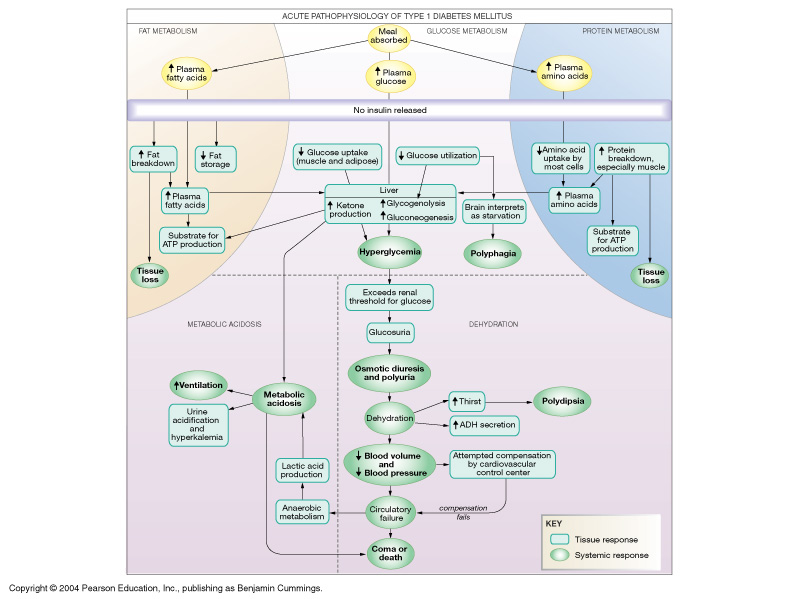 ACUTE PATHOPHYSIOLOGY OF TYPE 1 DIABETES MELLITUS
FAT METABOLISM
GLUCOSE METABOLISM
PROTEIN METABOLISM
Meal
absorbed
↑ Plasma
fatty acids
↑ Plasma
glucose
↑ Plasma
amino acids
No insulin released
↑ Fat
breakdown
↓ Fat
storage
↓ Glucose uptake
(muscle and adipose)
↓ Glucose utilization
↓ Amino acid
uptake by
most cells
↑ Protein
breakdown,
especially muscle
↑ Plasma
fatty acids
Liver
↑ Ketone
production
↑ Glycogenolysis
↑ Gluconeogenesis
Brain interprets
as starvation
↑ Plasma
amino acids
Substrate for
ATP production
Substrate
for ATP
production
Hyperglycemia
Polyphagia
Tissue
loss
Tissue
loss
Exceeds renal
threshold for glucose
METABOLIC ACIDOSIS
DEHYDRATION
Glucosuria
Osmotic diuresis
and polyuria
↑ Ventilation
Metabolic
acidosis
Urine
acidification
and
hyperkalemia
Dehydration
↑ Thirst
Polydipsia
↑ ADH secretion
↓ Blood volume
and
↓ Blood pressure
Attempted compensation
by cardiovascular
control center
Lactic acid
production
Anaerobic
metabolism
Circulatory
failure
compensation
fails
Coma or
death
KEY
Tissue response
Systemic response
Copyright © 2004 Pearson Education, Inc., publishing as Benjamin Cummings.